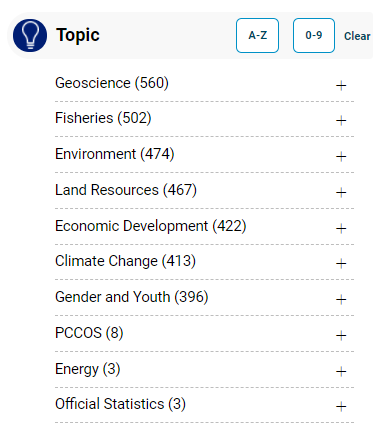 Topic A-Z 0-9 Clear
Geoscience (560) +
Fisheries (502) +
Environment (474) +
Land Resources (467) +
Economic Development (422) +
Climate Change (413) +
Gender and Youth (396) +
PCCOS (8) +
Energy (3) +
Official Statistics (3) +